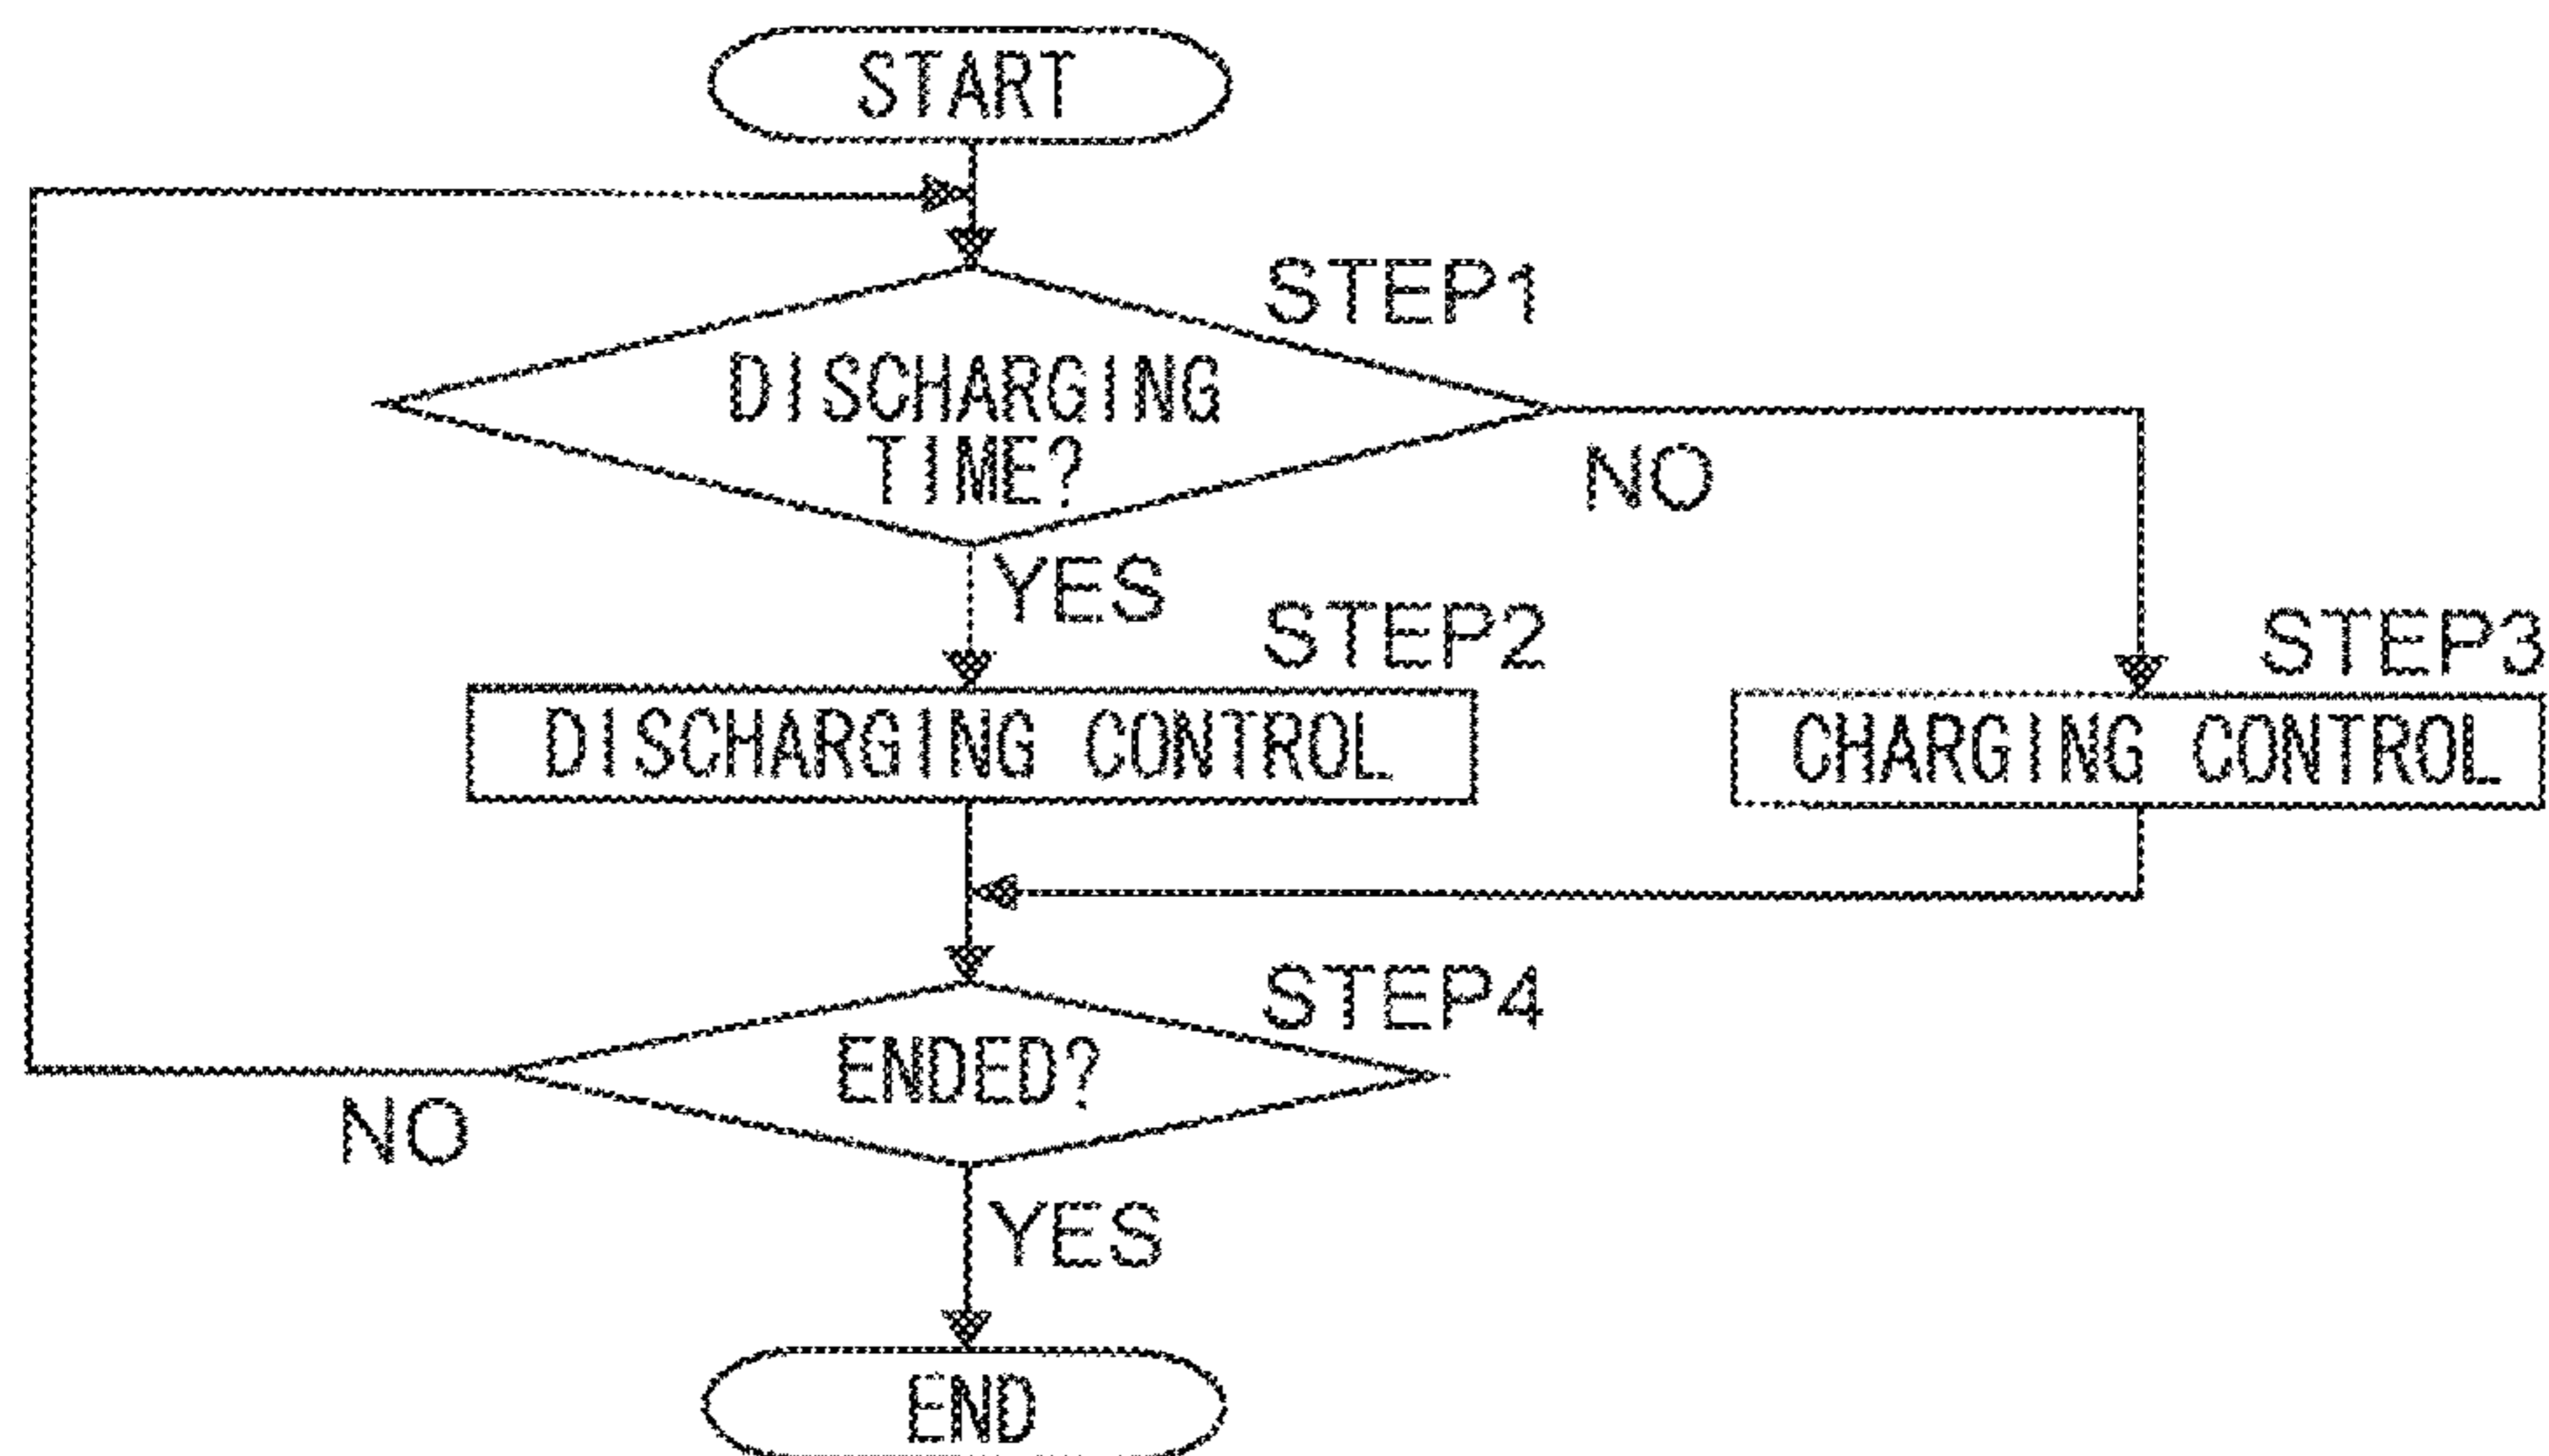 START
STEP1
DISCHARGING
TIME?
NO
YES
STEP2
STEP3
DISCHARGING CONTROL
CHARGING CONTROL
STEP4
ENDED?
NO
YES
END